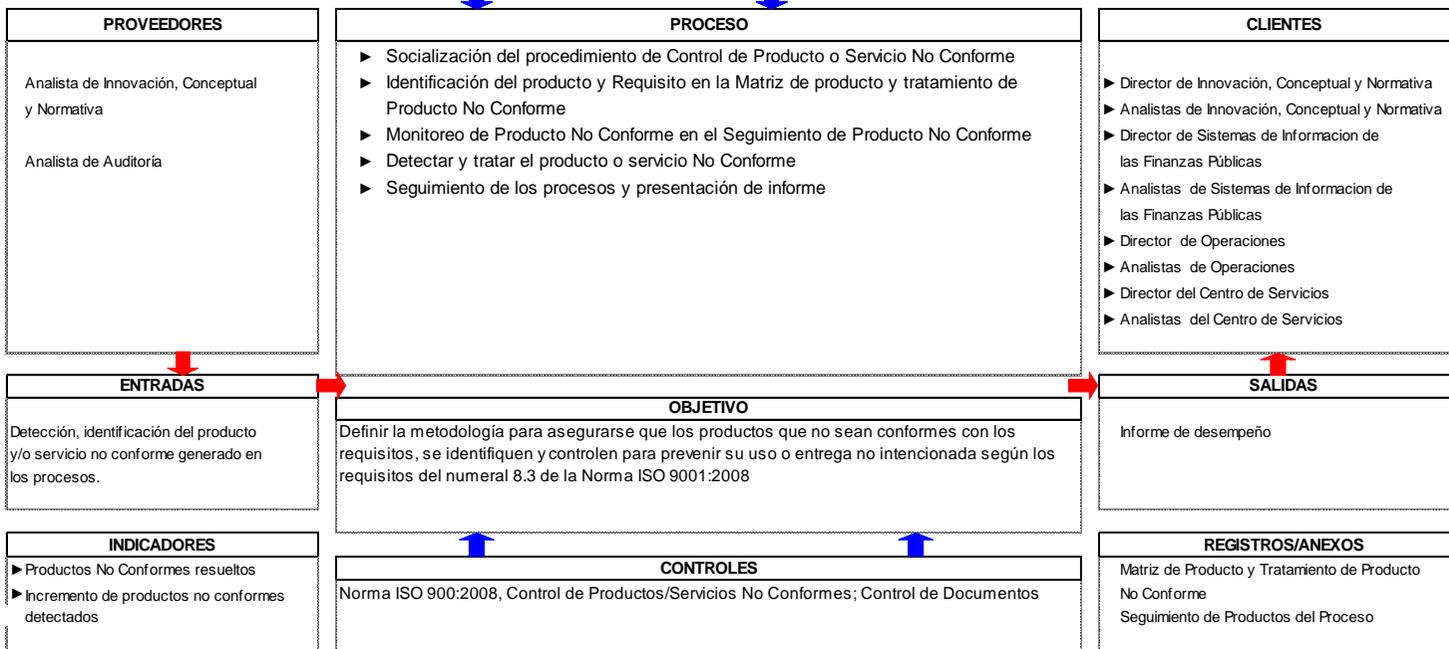 PROVEEDORES
Analista de Innovación, Conceptual
y Normativa
Analista de Auditoría
PROCESO
► Socialización del procedimiento de Control de Producto o Servicio No Conforme
► Identificación del producto y Requisito en la Matriz de producto y tratamiento de
Producto No Conforme
► Monitoreo de Producto No Conforme en el Seguimiento de Producto No Conforme
► Detectar y tratar el producto o servicio No Conforme
► Seguimiento de los procesos y presentación de informe
CLIENTES
► Director de Innovación, Conceptual y Normativa
► Analistas de Innovación, Conceptual y Normativa
► Director de Sistemas de Informacion de
las Finanzas Públicas
► Analistas de Sistemas de Informacion de
las Finanzas Públicas
► Director de Operaciones
► Analistas de Operaciones
► Director del Centro de Servicios
► Analistas del Centro de Servicios
ENTRADAS
Detección, identificación del producto
y/o servicio no conforme generado en
los procesos.
OBJETIVO
Definir la metodología para asegurarse que los productos que no sean conformes con los
requisitos, se identifiquen y controlen para prevenir su uso o entrega no intencionada según los
requisitos del numeral 8.3 de la Norma ISO 9001:2008
SALIDAS
Informe de desempeño
INDICADORES
► Productos No Conformes resueltos
► Incremento de productos no conformes
detectados
CONTROLES
Norma ISO 900:2008, Control de Productos/Servicios No Conformes; Control de Documentos
REGISTROS/ANEXOS
Matriz de Producto y Tratamiento de Producto
No Conforme
Seguimiento de Productos del Proceso